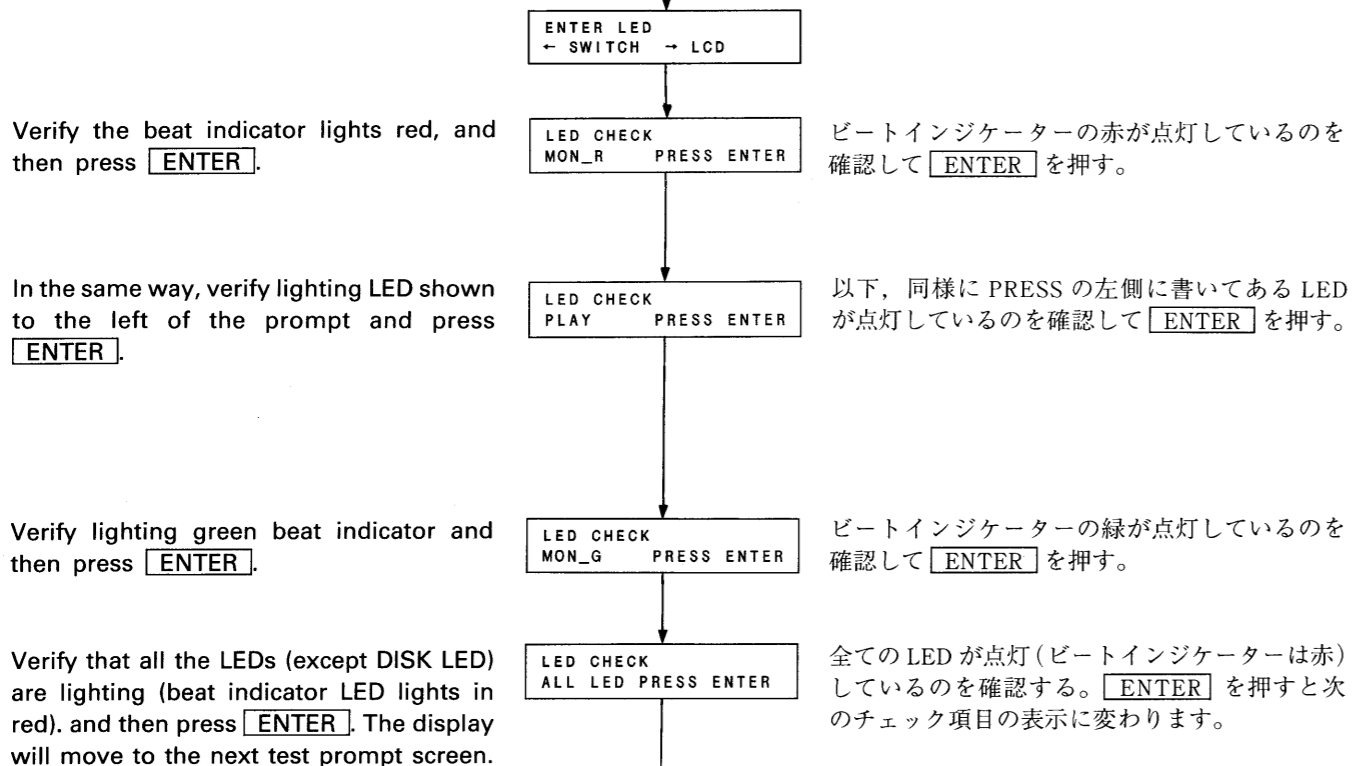 ENTER LED
← SWITCH → LCD
Verify the beat indicator lights red, and
then press ENTER.
LED CHECK
MON_R PRESS ENTER
ビートインジケーターの赤が点灯しているのを
確認して ENTER を押す。
In the same way, verify lighting LED shown
to the left of the prompt and press
ENTER.
LED CHECK
PLAY PRESS ENTER
以下，同様に PRESS の左側に書いてある LED
が点灯しているのを確認して ENTER を押す。
Verify lighting green beat indicator and
then press ENTER.
LED CHECK
MON_G PRESS ENTER
ビートインジケーターの緑が点灯しているのを
確認して ENTER を押す。
Verify that all the LEDs (except DISK LED)
are lighting (beat indicator LED lights in
red). and then press ENTER. The display
will move to the next test prompt screen.
LED CHECK
ALL LED PRESS ENTER
全ての LED が点灯（ビートインジケーターは赤）
しているのを確認する。 ENTER を押すと次
のチェック項目の表示に変わります。